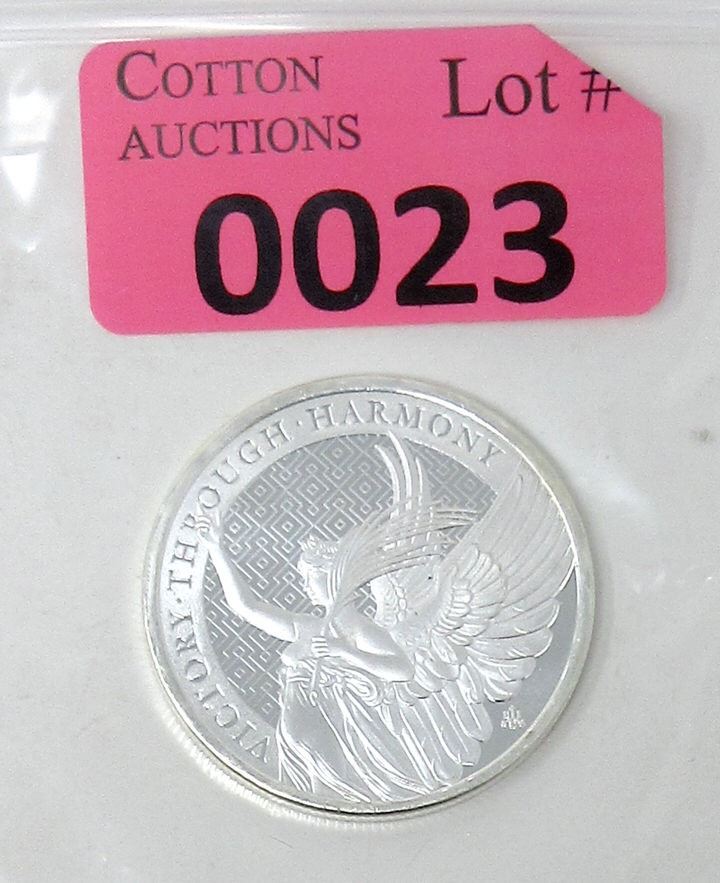 COTTON
AUCTIONS
Lot #
0023
VICTORY · THROUGH · HARMONY